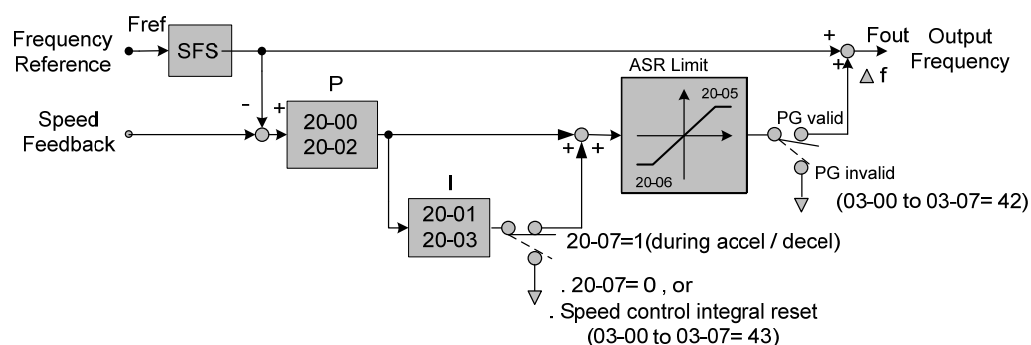 Frequency
Reference
Fref
SFS
+
+
Fout
Output
Frequency
Δ f
Speed
Feedback
-
+
P
20-00
20-02
I
20-01
20-03
+
+
ASR Limit
20-05
20-06
PG valid
PG invalid
(03-00 to 03-07= 42)
20-07=1(during accel / decel)
. 20-07= 0 , or
. Speed control integral reset
(03-00 to 03-07= 43)